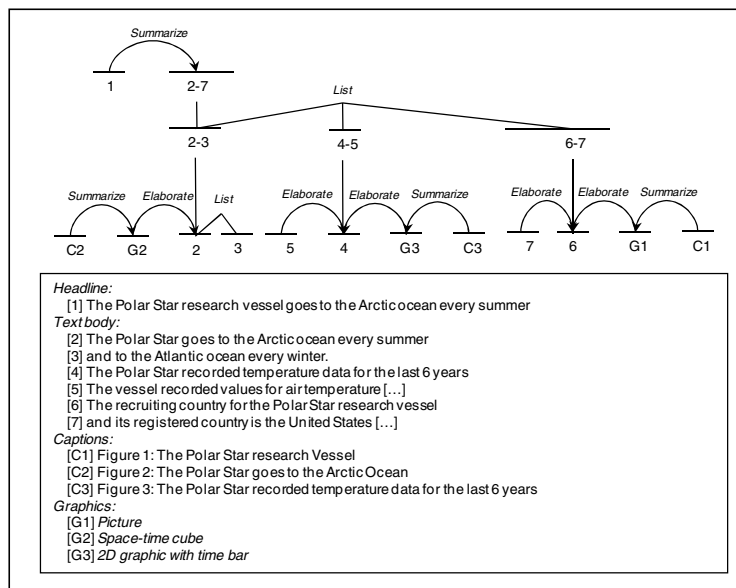 Summarize
1 2-7
List
2-3 4-5 6-7
Summarize Elaborate List Elaborate Elaborate Summarize Elaborate Elaborate Summarize
C2 G2 2 3 5 4 G3 C3 7 6 G1 C1
Headline:
[1] The Polar Star research vessel goes to the Arctic ocean every summer
Text body:
[2] The Polar Star goes to the Arctic ocean every summer
[3] and to the Atlantic ocean every winter.
[4] The Polar Star recorded temperature data for the last 6 years
[5] The vessel recorded values for air temperature […]
[6] The recruiting country for the Polar Star research vessel
[7] and its registered country is the United States […]
Captions:
[C1] Figure 1: The Polar Star research Vessel
[C2] Figure 2: The Polar Star goes to the Arctic Ocean
[C3] Figure 3: The Polar Star recorded temperature data for the last 6 years
Graphics:
[G1] Picture
[G2] Space-time cube
[G3] 2D graphic with time bar